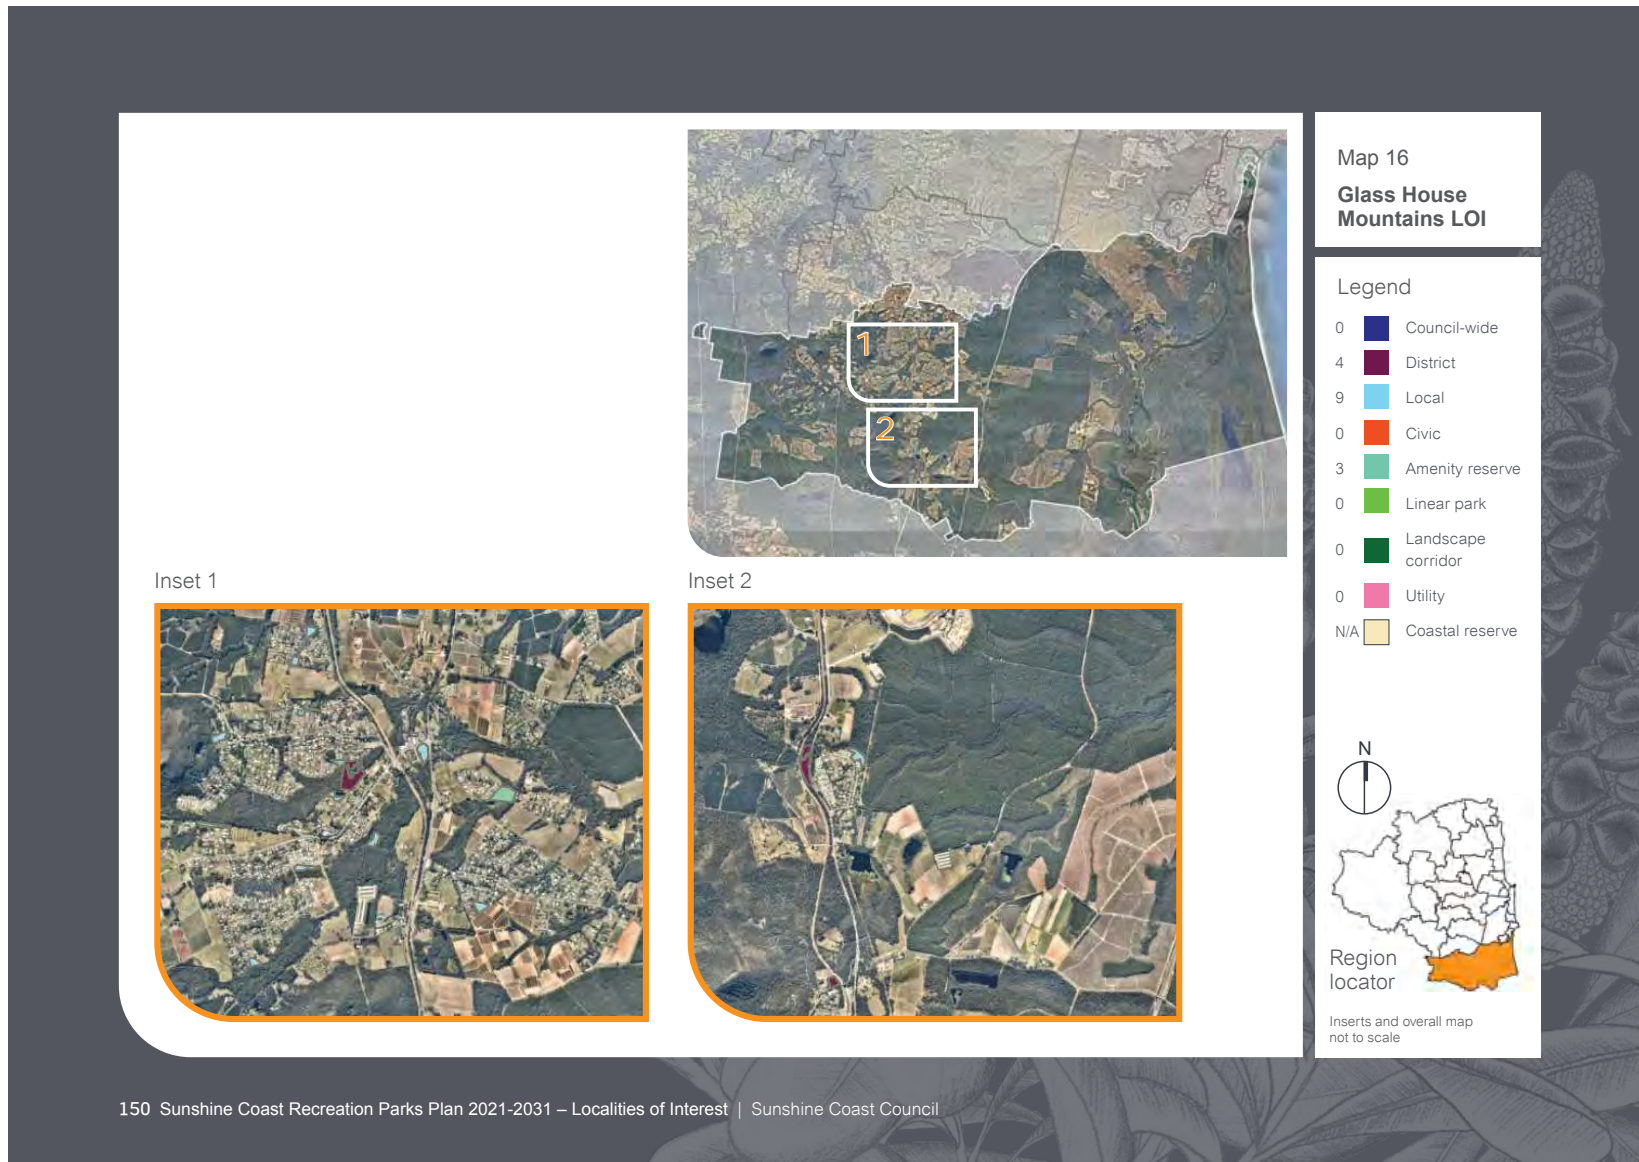 Map 16
Glass House
Mountains LOI
1
2
Legend
0 Council-wide
4 District
9 Local
0 Civic
3 Amenity reserve
0 Linear park
0 Landscape
corridor
0 Utility
N/A Coastal reserve
Inset 1
Inset 2
N
Region
locator
Inserts and overall map
not to scale
150 Sunshine Coast Recreation Parks Plan 2021-2031 – Localities of Interest | Sunshine Coast Council